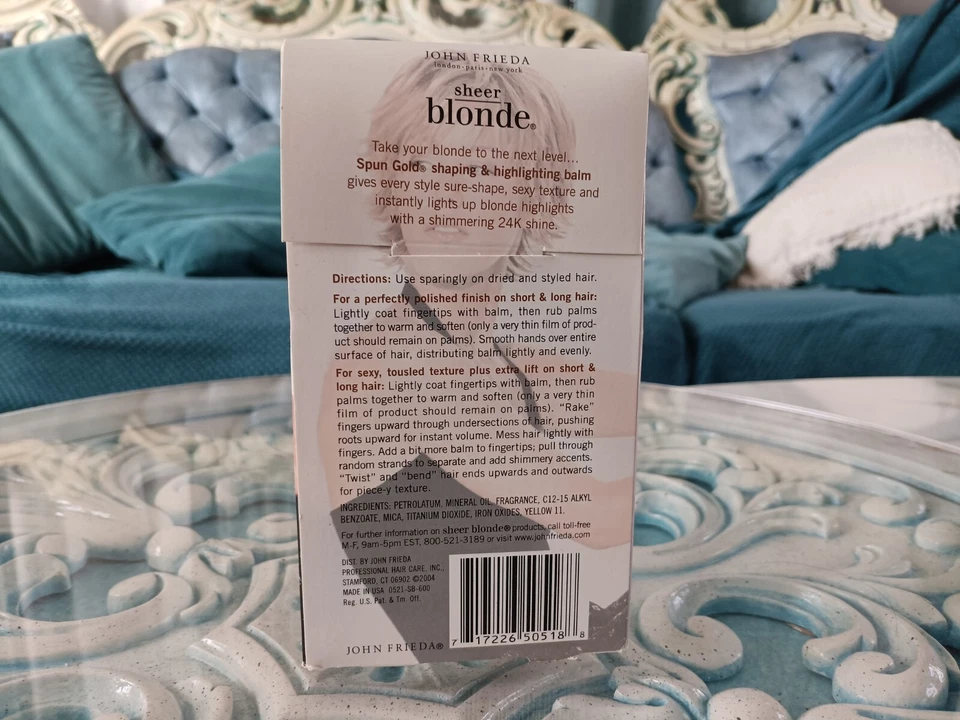 JOHN FRIEDA
london • paris • new york
sheer
blonde®
Take your blonde to the next level...
Spun Gold® shaping & highlighting balm
gives every style sure-shape, sexy texture and
instantly lights up blonde highlights
with a shimmering 24K shine.
Directions: Use sparingly on dried and styled hair.
For a perfectly polished finish on short & long hair:
Lightly coat fingertips with balm, then rub palms
together to warm and soften (only a very thin film of prod-
uct should remain on palms). Smooth hands over entire
surface of hair, distributing balm lightly and evenly.
For sexy, tousled texture plus extra lift on short &
long hair: Lightly coat fingertips with balm, then rub
palms together to warm and soften (only a very thin
film of product should remain on palms). “Rake”
fingers upward through undersections of hair, pushing
roots upward for instant volume. Mess hair lightly with
fingers. Add a bit more balm to fingertips; pull through
random strands to separate and add shimmery accents.
“Twist” and “bend” hair ends upwards and outwards
for piece-y texture.
INGREDIENTS: PETROLATUM, MINERAL OIL, FRAGRANCE, C12-15 ALKYL
BENZOATE, MICA, TITANIUM DIOXIDE, IRON OXIDES, YELLOW 11.
For further information on sheer blonde® products, call toll-free
M-F, 9am-5pm EST, 800-521-3189 or visit www.johnfrieda.com
DIST. BY JOHN FRIEDA
PROFESSIONAL HAIR CARE, INC.,
STAMFORD, CT 06902 ©2004
MADE IN USA 0521-SB-600
Reg. U.S. Pat. & Tm. Off.
JOHN FRIEDA®
7 17226 50518 8